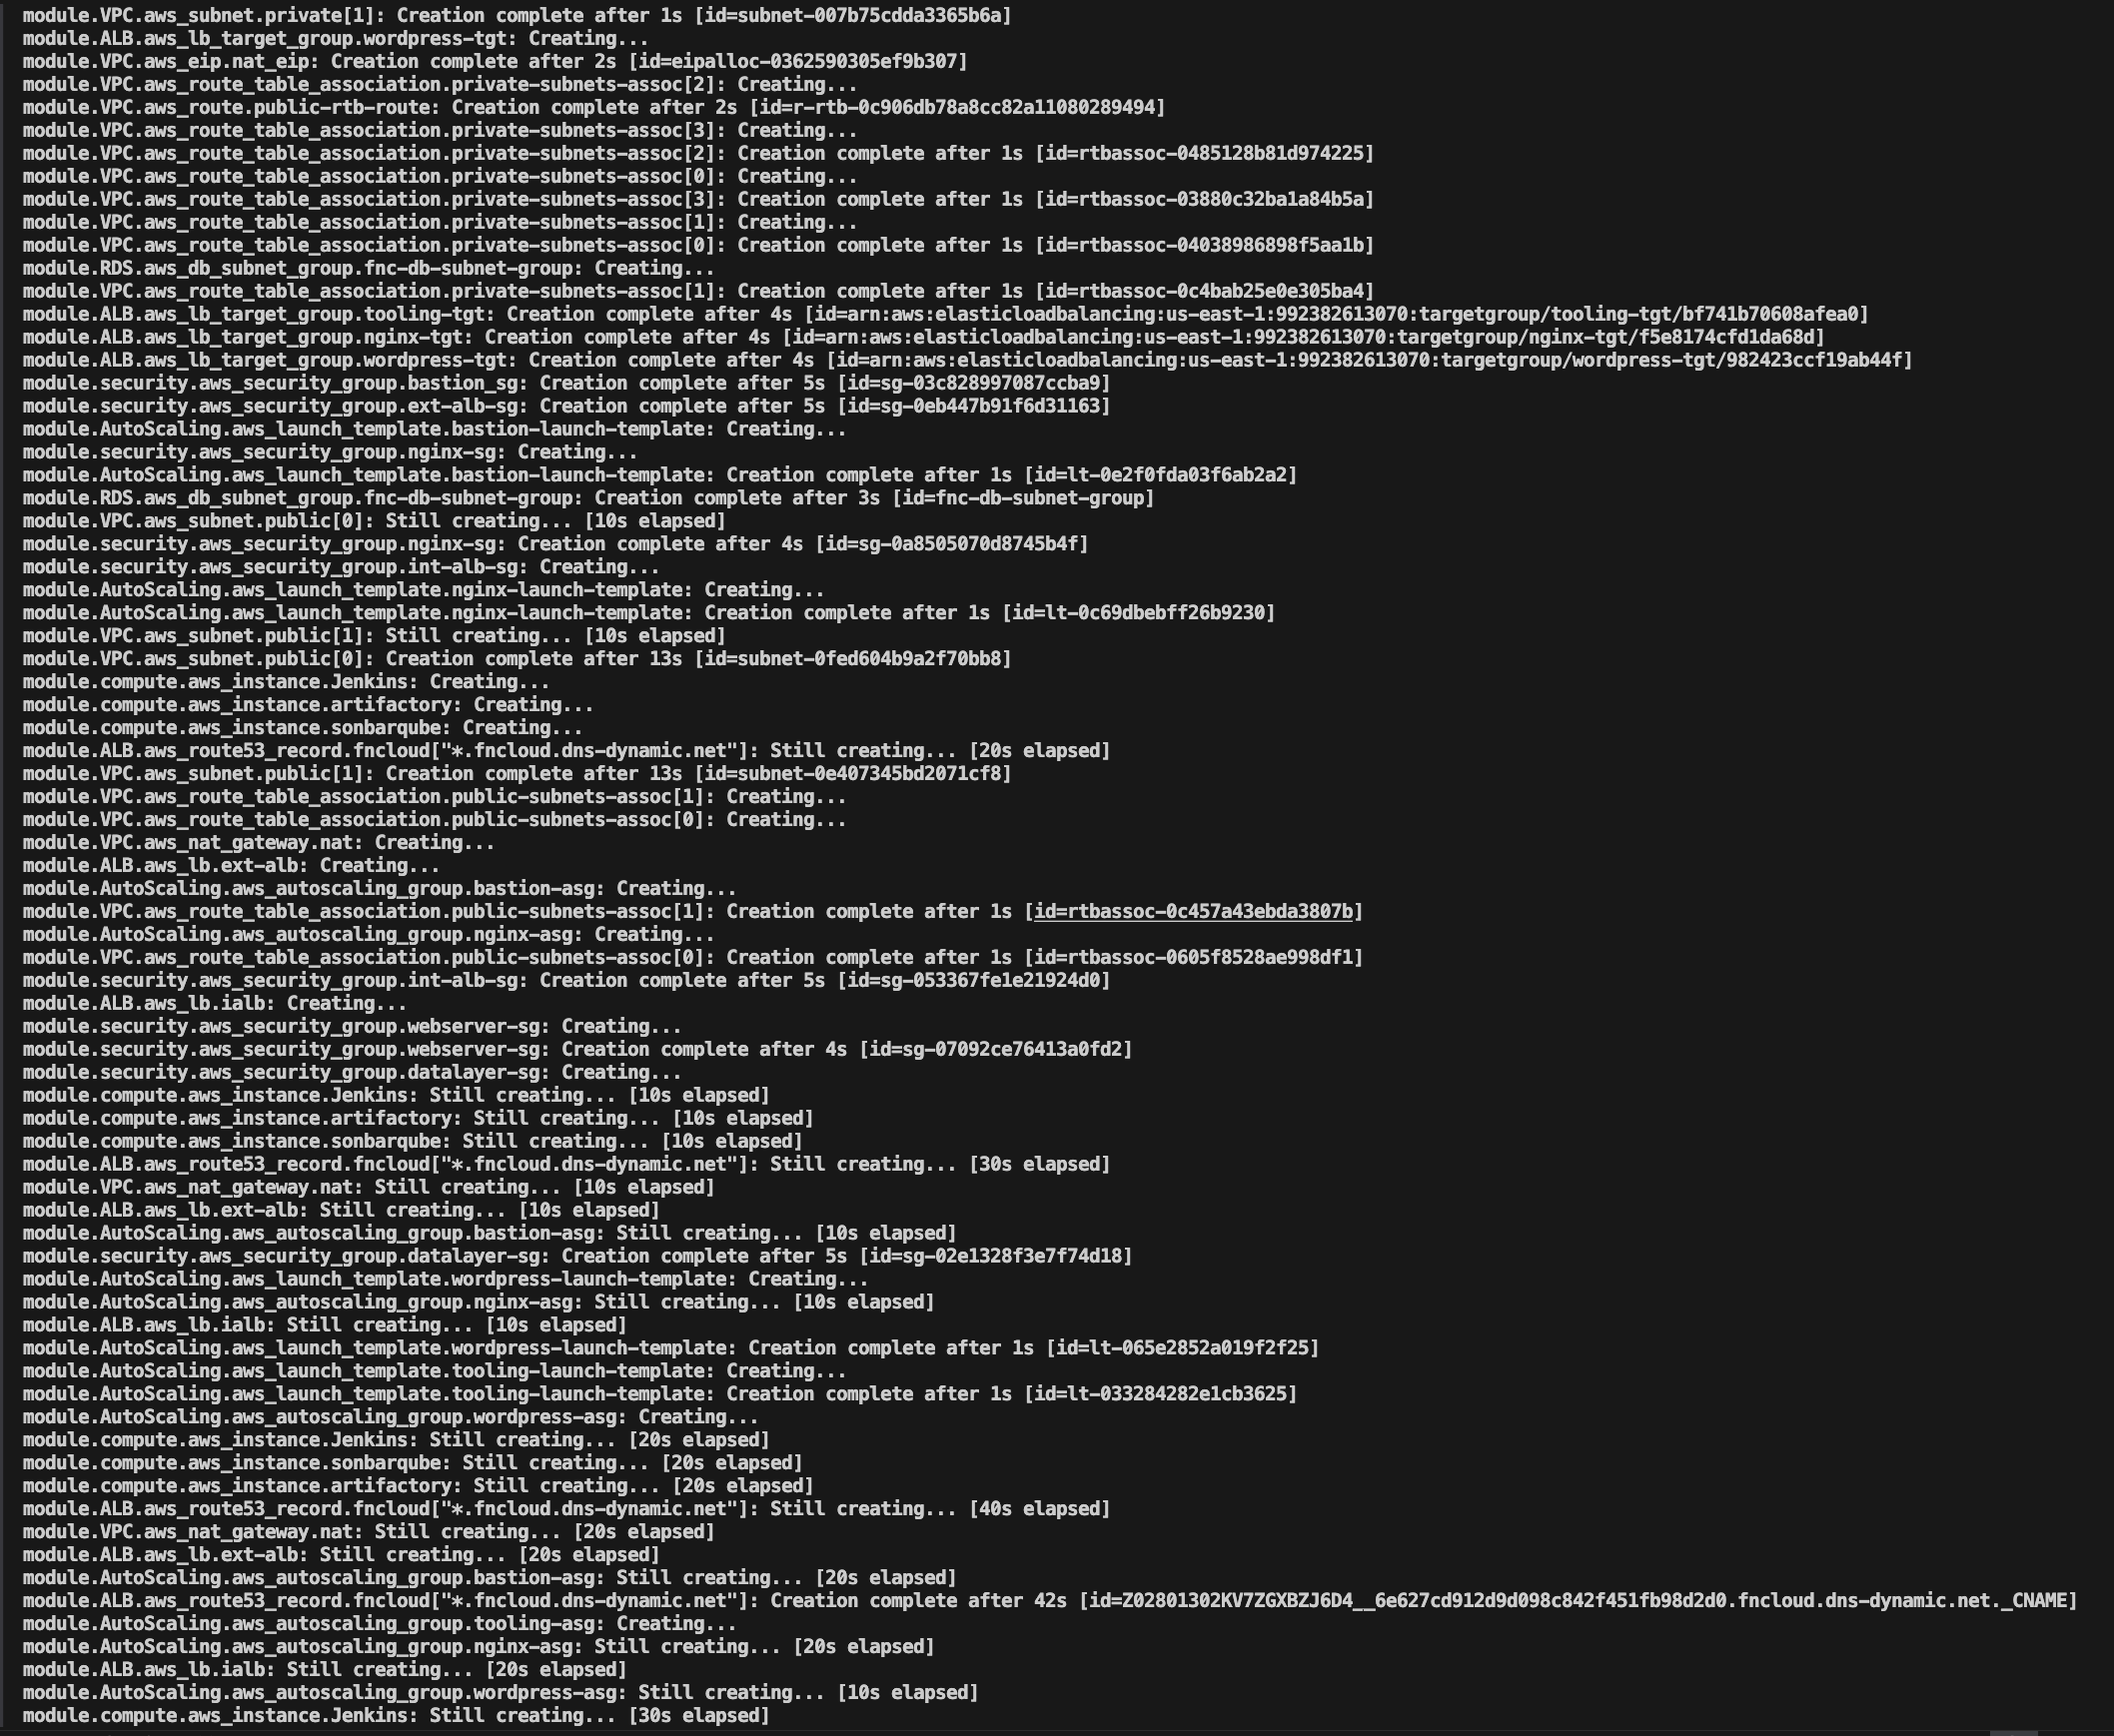 module.VPC.aws_subnet.private[1]: Creation complete after 1s [id=subnet-007b75cdda3365b6a]
module.ALB.aws_lb_target_group.wordpress-tgt: Creating...
module.VPC.aws_eip.nat_eip: Creation complete after 2s [id=eipalloc-0362590305ef9b307]
module.VPC.aws_route_table_association.private-subnets-assoc[2]: Creating...
module.VPC.aws_route.public-rtb-route: Creation complete after 2s [id=r-rtb-0c906db78a8cc82a11080289494]
module.VPC.aws_route_table_association.private-subnets-assoc[3]: Creating...
module.VPC.aws_route_table_association.private-subnets-assoc[2]: Creation complete after 1s [id=rtbassoc-0485128b81d974225]
module.VPC.aws_route_table_association.private-subnets-assoc[0]: Creating...
module.VPC.aws_route_table_association.private-subnets-assoc[3]: Creation complete after 1s [id=rtbassoc-03880c32ba1a84b5a]
module.VPC.aws_route_table_association.private-subnets-assoc[1]: Creating...
module.VPC.aws_route_table_association.private-subnets-assoc[0]: Creation complete after 1s [id=rtbassoc-04038986898f5aa1b]
module.RDS.aws_db_subnet_group.fnc-db-subnet-group: Creating...
module.VPC.aws_route_table_association.private-subnets-assoc[1]: Creation complete after 1s [id=rtbassoc-0c4bab25e0e305ba4]
module.ALB.aws_lb_target_group.tooling-tgt: Creation complete after 4s [id=arn:aws:elasticloadbalancing:us-east-1:992382613070:targetgroup/tooling-tgt/bf741b70608afea0]
module.ALB.aws_lb_target_group.nginx-tgt: Creation complete after 4s [id=arn:aws:elasticloadbalancing:us-east-1:992382613070:targetgroup/nginx-tgt/f5e8174cfd1da68d]
module.ALB.aws_lb_target_group.wordpress-tgt: Creation complete after 4s [id=arn:aws:elasticloadbalancing:us-east-1:992382613070:targetgroup/wordpress-tgt/982423ccf19ab44f]
module.security.aws_security_group.bastion_sg: Creation complete after 5s [id=sg-03c828997087ccba9]
module.security.aws_security_group.ext-alb-sg: Creation complete after 5s [id=sg-0eb447b91f6d31163]
module.AutoScaling.aws_launch_template.bastion-launch-template: Creating...
module.security.aws_security_group.nginx-sg: Creating...
module.AutoScaling.aws_launch_template.bastion-launch-template: Creation complete after 1s [id=lt-0e2f0fda03f6ab2a2]
module.RDS.aws_db_subnet_group.fnc-db-subnet-group: Creation complete after 3s [id=fnc-db-subnet-group]
module.VPC.aws_subnet.public[0]: Still creating... [10s elapsed]
module.security.aws_security_group.nginx-sg: Creation complete after 4s [id=sg-0a8505070d8745b4f]
module.security.aws_security_group.int-alb-sg: Creating...
module.AutoScaling.aws_launch_template.nginx-launch-template: Creating...
module.AutoScaling.aws_launch_template.nginx-launch-template: Creation complete after 1s [id=lt-0c69dbebff26b9230]
module.VPC.aws_subnet.public[1]: Still creating... [10s elapsed]
module.VPC.aws_subnet.public[0]: Creation complete after 13s [id=subnet-0fed604b9a2f70bb8]
module.compute.aws_instance.Jenkins: Creating...
module.compute.aws_instance.artifactory: Creating...
module.compute.aws_instance.sonbarqube: Creating...
module.ALB.aws_route53_record.fncloud["*.fncloud.dns-dynamic.net"]: Still creating... [20s elapsed]
module.VPC.aws_subnet.public[1]: Creation complete after 13s [id=subnet-0e407345bd2071cf8]
module.VPC.aws_route_table_association.public-subnets-assoc[1]: Creating...
module.VPC.aws_route_table_association.public-subnets-assoc[0]: Creating...
module.VPC.aws_nat_gateway.nat: Creating...
module.ALB.aws_lb.ext-alb: Creating...
module.AutoScaling.aws_autoscaling_group.bastion-asg: Creating...
module.VPC.aws_route_table_association.public-subnets-assoc[1]: Creation complete after 1s [id=rtbassoc-0c457a43ebda3807b]
module.AutoScaling.aws_autoscaling_group.nginx-asg: Creating...
module.VPC.aws_route_table_association.public-subnets-assoc[0]: Creation complete after 1s [id=rtbassoc-0605f8528ae998df1]
module.security.aws_security_group.int-alb-sg: Creation complete after 5s [id=sg-053367fe1e21924d0]
module.ALB.aws_lb.ialb: Creating...
module.security.aws_security_group.webserver-sg: Creating...
module.security.aws_security_group.webserver-sg: Creation complete after 4s [id=sg-07092ce76413a0fd2]
module.security.aws_security_group.datalayer-sg: Creating...
module.compute.aws_instance.Jenkins: Still creating... [10s elapsed]
module.compute.aws_instance.artifactory: Still creating... [10s elapsed]
module.compute.aws_instance.sonbarqube: Still creating... [10s elapsed]
module.ALB.aws_route53_record.fncloud["*.fncloud.dns-dynamic.net"]: Still creating... [30s elapsed]
module.VPC.aws_nat_gateway.nat: Still creating... [10s elapsed]
module.ALB.aws_lb.ext-alb: Still creating... [10s elapsed]
module.AutoScaling.aws_autoscaling_group.bastion-asg: Still creating... [10s elapsed]
module.security.aws_security_group.datalayer-sg: Creation complete after 5s [id=sg-02e1328f3e7f74d18]
module.AutoScaling.aws_launch_template.wordpress-launch-template: Creating...
module.AutoScaling.aws_autoscaling_group.nginx-asg: Still creating... [10s elapsed]
module.ALB.aws_lb.ialb: Still creating... [10s elapsed]
module.AutoScaling.aws_launch_template.wordpress-launch-template: Creation complete after 1s [id=lt-065e2852a019f2f25]
module.AutoScaling.aws_launch_template.tooling-launch-template: Creating...
module.AutoScaling.aws_launch_template.tooling-launch-template: Creation complete after 1s [id=lt-033284282e1cb3625]
module.AutoScaling.aws_autoscaling_group.wordpress-asg: Creating...
module.compute.aws_instance.Jenkins: Still creating... [20s elapsed]
module.compute.aws_instance.sonbarqube: Still creating... [20s elapsed]
module.compute.aws_instance.artifactory: Still creating... [20s elapsed]
module.ALB.aws_route53_record.fncloud["*.fncloud.dns-dynamic.net"]: Still creating... [40s elapsed]
module.VPC.aws_nat_gateway.nat: Still creating... [20s elapsed]
module.ALB.aws_lb.ext-alb: Still creating... [20s elapsed]
module.AutoScaling.aws_autoscaling_group.bastion-asg: Still creating... [20s elapsed]
module.ALB.aws_route53_record.fncloud["*.fncloud.dns-dynamic.net"]: Creation complete after 42s [id=Z02801302KV7ZGXBZJ6D4__6e627cd912d9d098c842f451fb98d2d0.fncloud.dns-dynamic.net._CNAME]
module.AutoScaling.aws_autoscaling_group.tooling-asg: Creating...
module.AutoScaling.aws_autoscaling_group.nginx-asg: Still creating... [20s elapsed]
module.ALB.aws_lb.ialb: Still creating... [20s elapsed]
module.AutoScaling.aws_autoscaling_group.wordpress-asg: Still creating... [10s elapsed]
module.compute.aws_instance.Jenkins: Still creating... [30s elapsed]